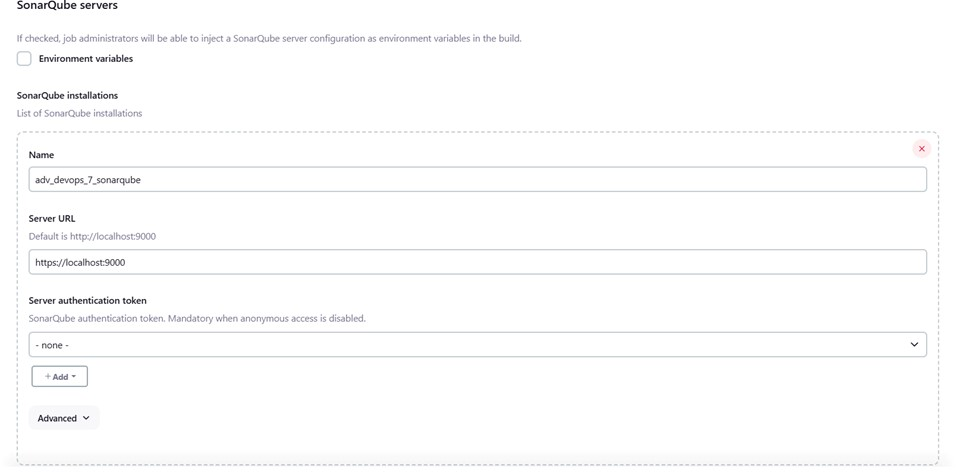 SonarQube servers
If checked, job administrators will be able to inject a SonarQube server configuration as environment variables in the build.
Environment variables
SonarQube installations
List of SonarQube installations
Name
adv_devops_7_sonarqube
Server URL
Default is http://localhost:9000
https://localhost:9000
Server authentication token
SonarQube authentication token. Mandatory when anonymous access is disabled.
- none -
+ Add
Advanced